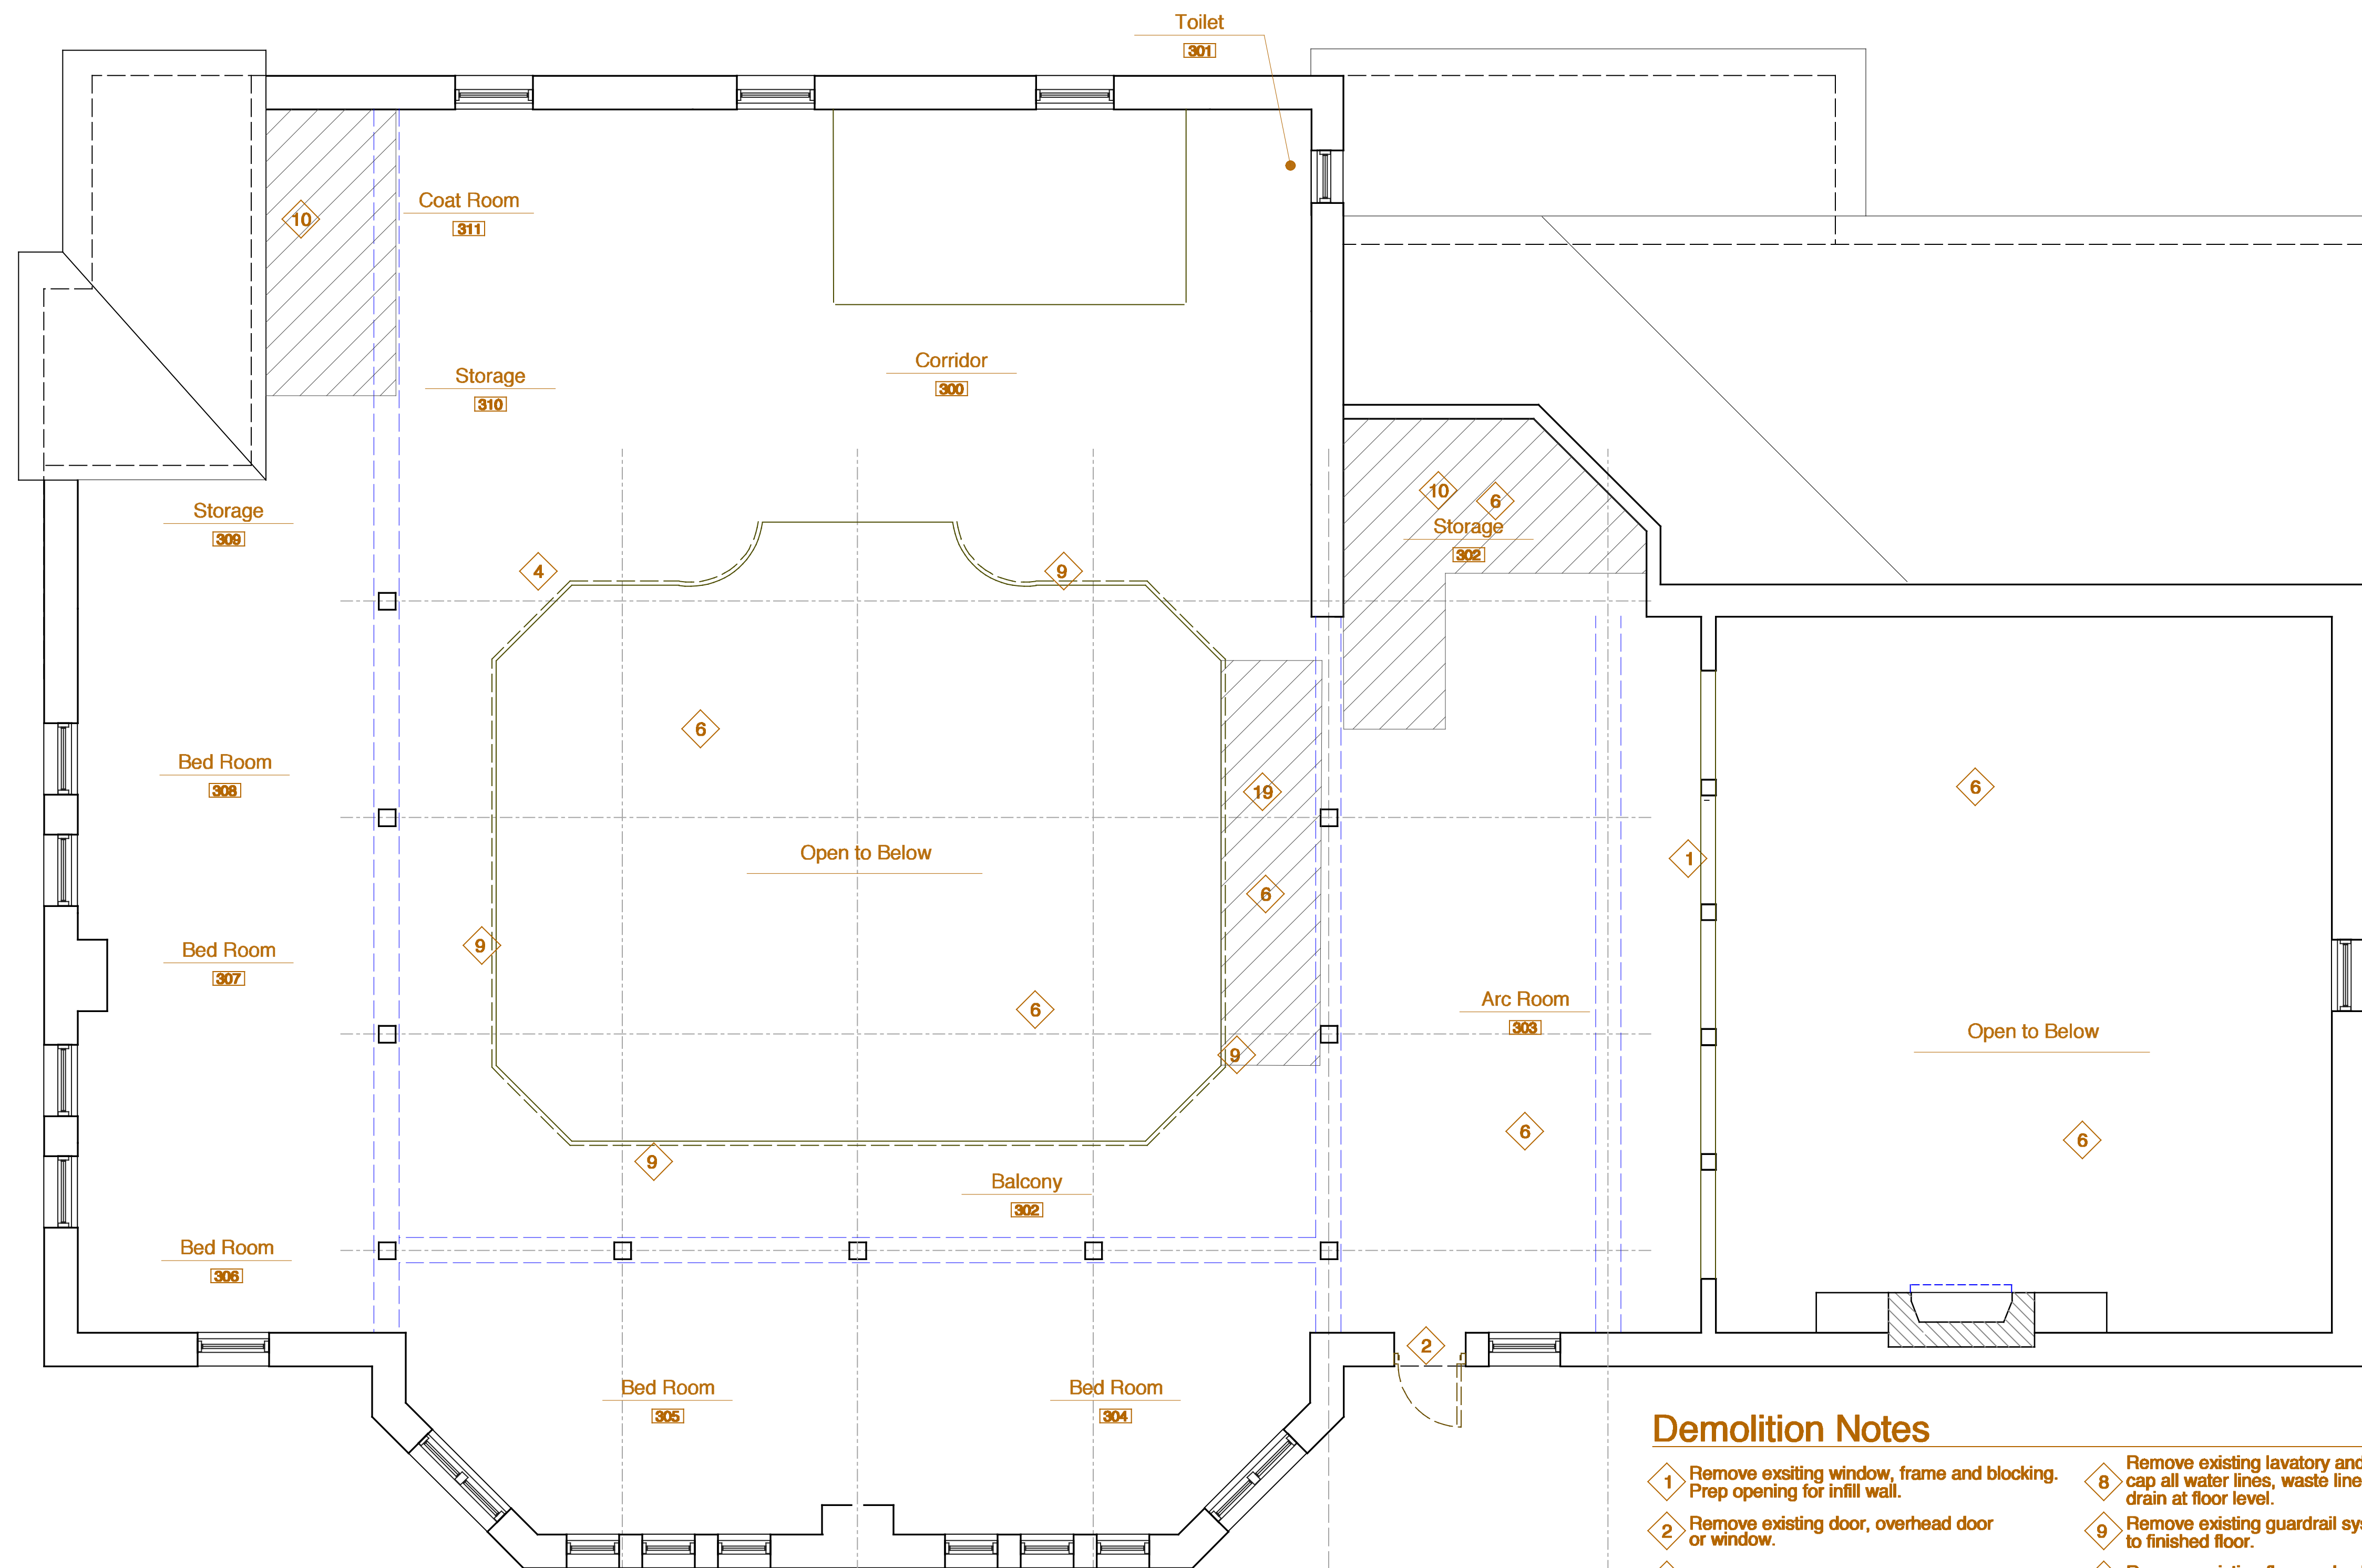 Toilet
301
10
Coat Room
311
Storage
310
Corridor
300
Storage
309
10
6
Storage
302
4
9
6
19
6
Bed Room
308
Open to Below
1
6
9
Bed Room
307
6
9
Arc Room
303
Open to Below
6
6
9
Balcony
302
Bed Room
306
2
Bed Room
305
Bed Room
304
Demolition Notes
1 Remove exsiting window, frame and blocking.
Prep opening for infill wall.
2 Remove existing door, overhead door
or window.
8 Remove existing lavatory and
cap all water lines, waste line
drain at floor level.
9 Remove existing guardrail sys
to finished floor.